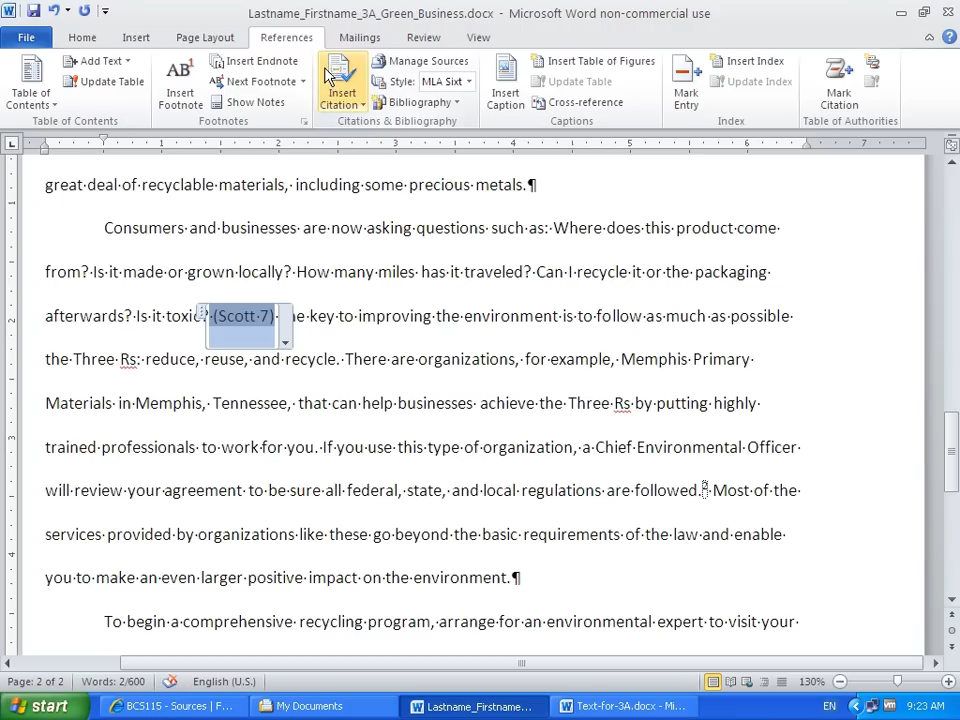 Lastname_Firstname_3A_Green_Business.docx - Microsoft Word non-commercial use
File Home Insert Page Layout References Mailings Review View
Table of Contents
Add Text
Update Table
Table of Contents
Insert Footnote
Insert Endnote
Next Footnote
Show Notes
Footnotes
Insert Citation
Manage Sources
Style: MLA Sixt
Bibliography
Citations & Bibliography
Insert Caption
Insert Table of Figures
Update Table
Cross-reference
Captions
Mark Entry
Insert Index
Update Index
Index
Mark Citation
Table of Authorities
1 2 3 4 5 6 7
great deal of recyclable materials, including some precious metals.¶
Consumers and businesses are now asking questions such as: Where does this product come
from? Is it made or grown locally? How many miles has it traveled? Can I recycle it or the packaging
afterwards? Is it toxic? (Scott 7) he key to improving the environment is to follow as much as possible
the Three Rs: reduce, reuse, and recycle. There are organizations, for example, Memphis Primary
Materials in Memphis, Tennessee, that can help businesses achieve the Three Rs by putting highly
trained professionals to work for you. If you use this type of organization, a Chief Environmental Officer
will review your agreement to be sure all federal, state, and local regulations are followed. Most of the
services provided by organizations like these go beyond the basic requirements of the law and enable
you to make an even larger positive impact on the environment.¶
To begin a comprehensive recycling program, arrange for an environmental expert to visit your
Page: 2 of 2 Words: 2/600 English (U.S.) 130%
start BCS115 - Sources | F... My Documents Lastname_Firstname... Text-for-3A.docx - Mi... EN 9:23 AM